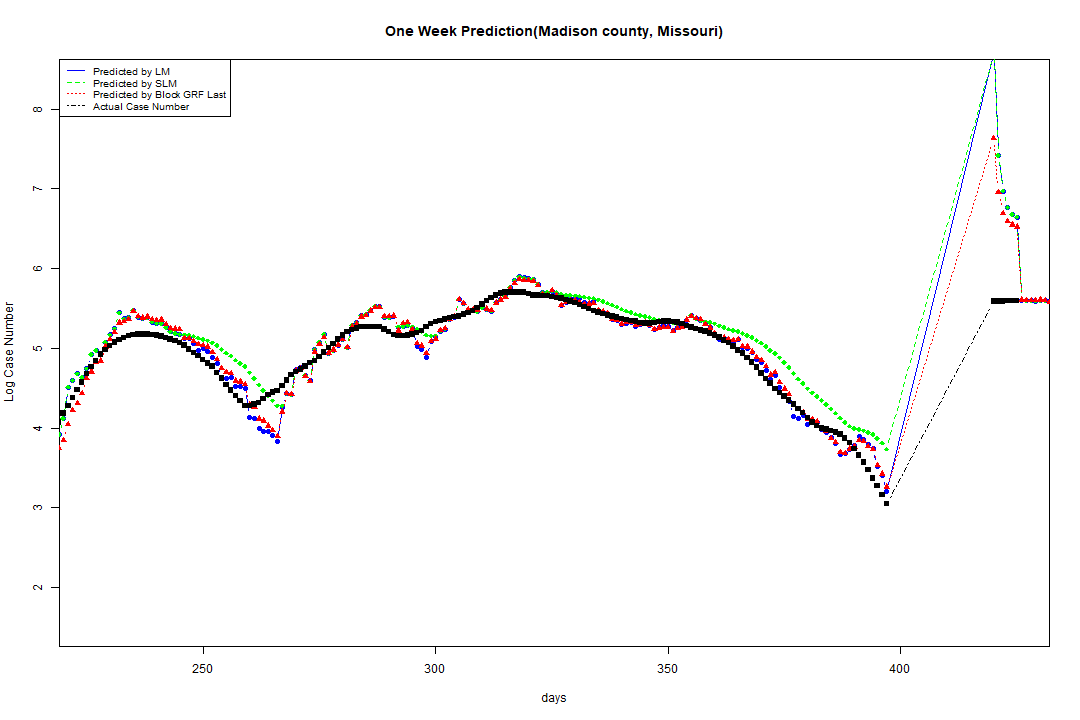 One Week Prediction(Madison county, Missouri)
Predicted by LM
Predicted by SLM
Predicted by Block GRF Last
Actual Case Number
8
7
6
5
4
3
2
Log Case Number
250 300 350 400
days